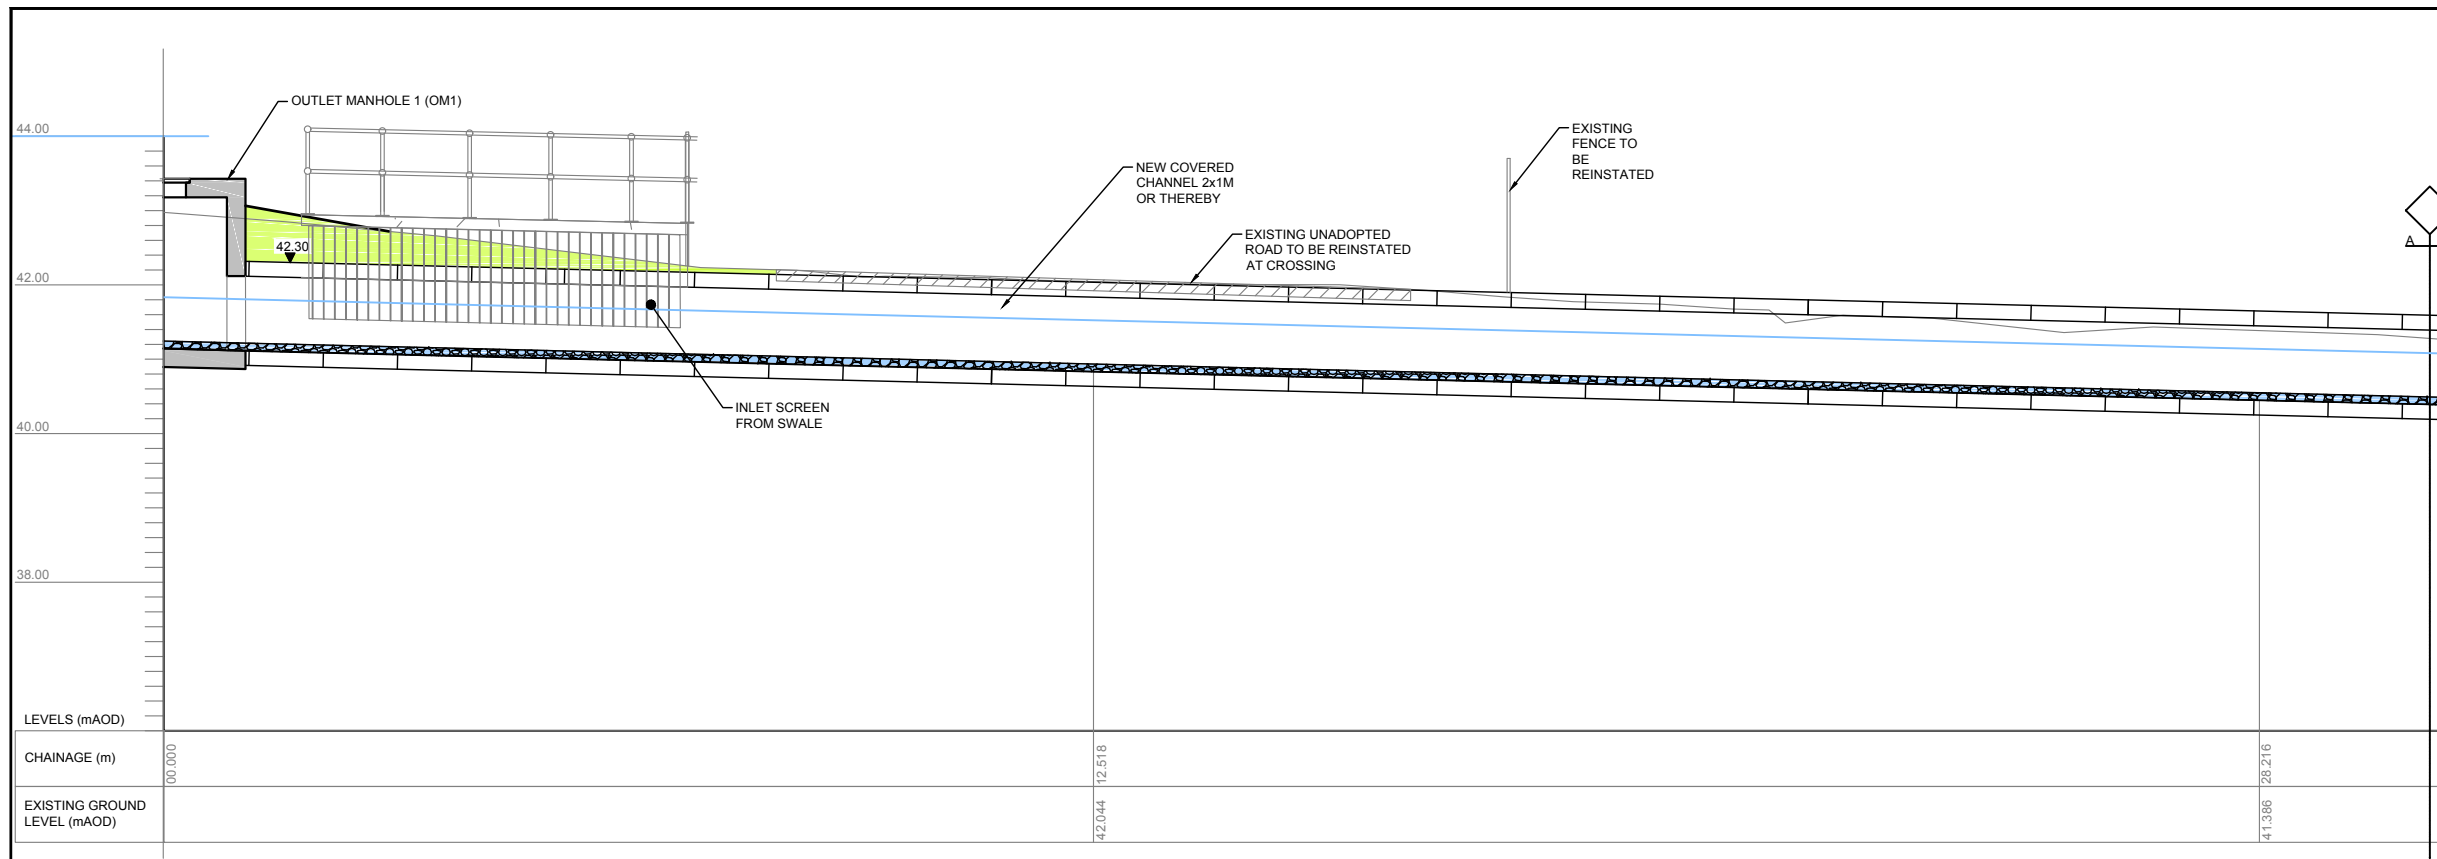 OUTLET MANHOLE 1 (OM1)
44.00
EXISTING
FENCE TO
BE
REINSTATED
NEW COVERED
CHANNEL 2x1M
OR THEREBY
EXISTING UNADOPTED
ROAD TO BE REINSTATED
AT CROSSING
A
42.30
42.00
INLET SCREEN
FROM SWALE
40.00
38.00
LEVELS (mAOD)
CHAINAGE (m)
00.000
12.518
28.216
EXISTING GROUND
LEVEL (mAOD)
42.044
41.386